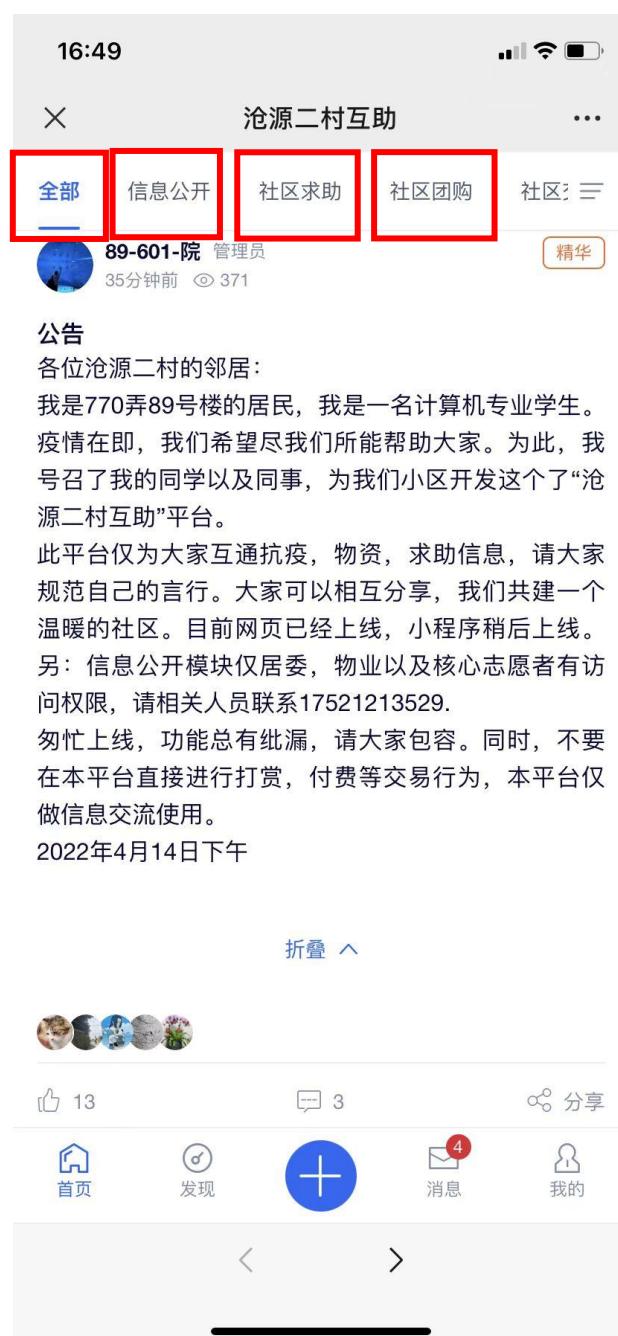 16:49
沧源二村互助
全部 信息公开 社区求助 社区团购 社区
89-601-院 管理员
精华
35分钟前 371
公告
各位沧源二村的邻居：
我是770弄89号楼的居民，我是一名计算机专业学生。
疫情在即，我们希望尽我们所能帮助大家。为此，我
号召了我的同学以及同事，为我们小区开发这个了“沧
源二村互助”平台。
此平台仅为大家互通抗疫，物资，求助信息，请大家
规范自己的言行。大家可以相互分享，我们共建一个
温暖的社区。目前网页已经上线，小程序稍后上线。
另：信息公开模块仅居委，物业以及核心志愿者有访
问权限，请相关人员联系17521213529.
匆忙上线，功能总有纰漏，请大家包容。同时，不要
在本平台直接进行打赏，付费等交易行为，本平台仅
做信息交流使用。
2022年4月14日下午
折叠
13 3 分享
4
首页 发现 消息 我的